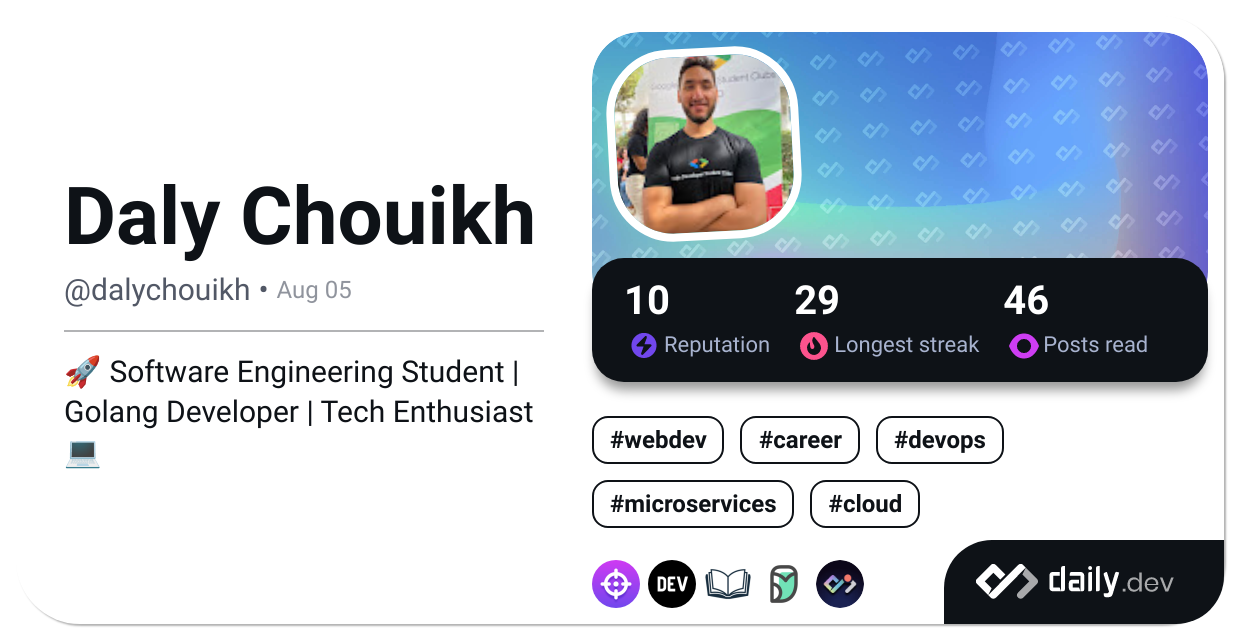 Daly Chouikh
@dalychouikh • Aug 05
🚀 Software Engineering Student |
Golang Developer | Tech Enthusiast
💻
10 29 46
Reputation Longest streak Posts read
#webdev #career #devops
#microservices #cloud
DEV
daily.dev